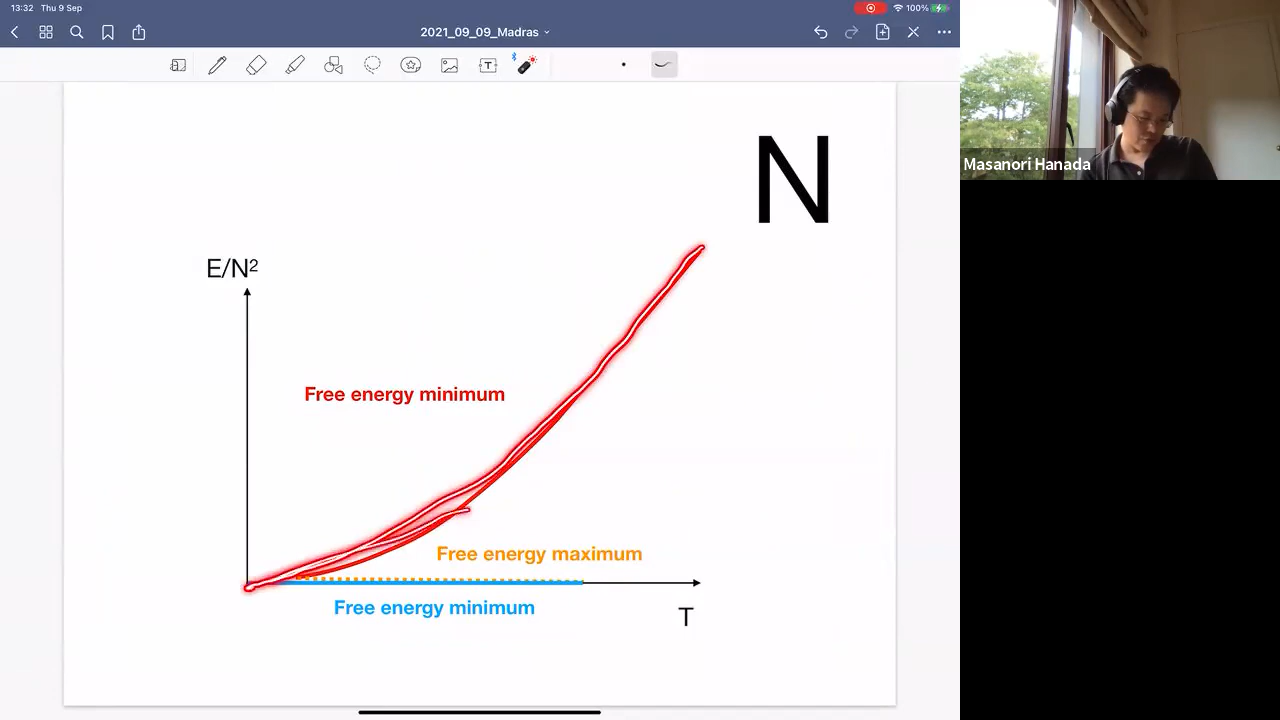 13:32 Thu 9 Sep
100%
2021_09_09_Madras
T
Masanori Hanada
N
E/N²
Free energy minimum
Free energy maximum
Free energy minimum
T